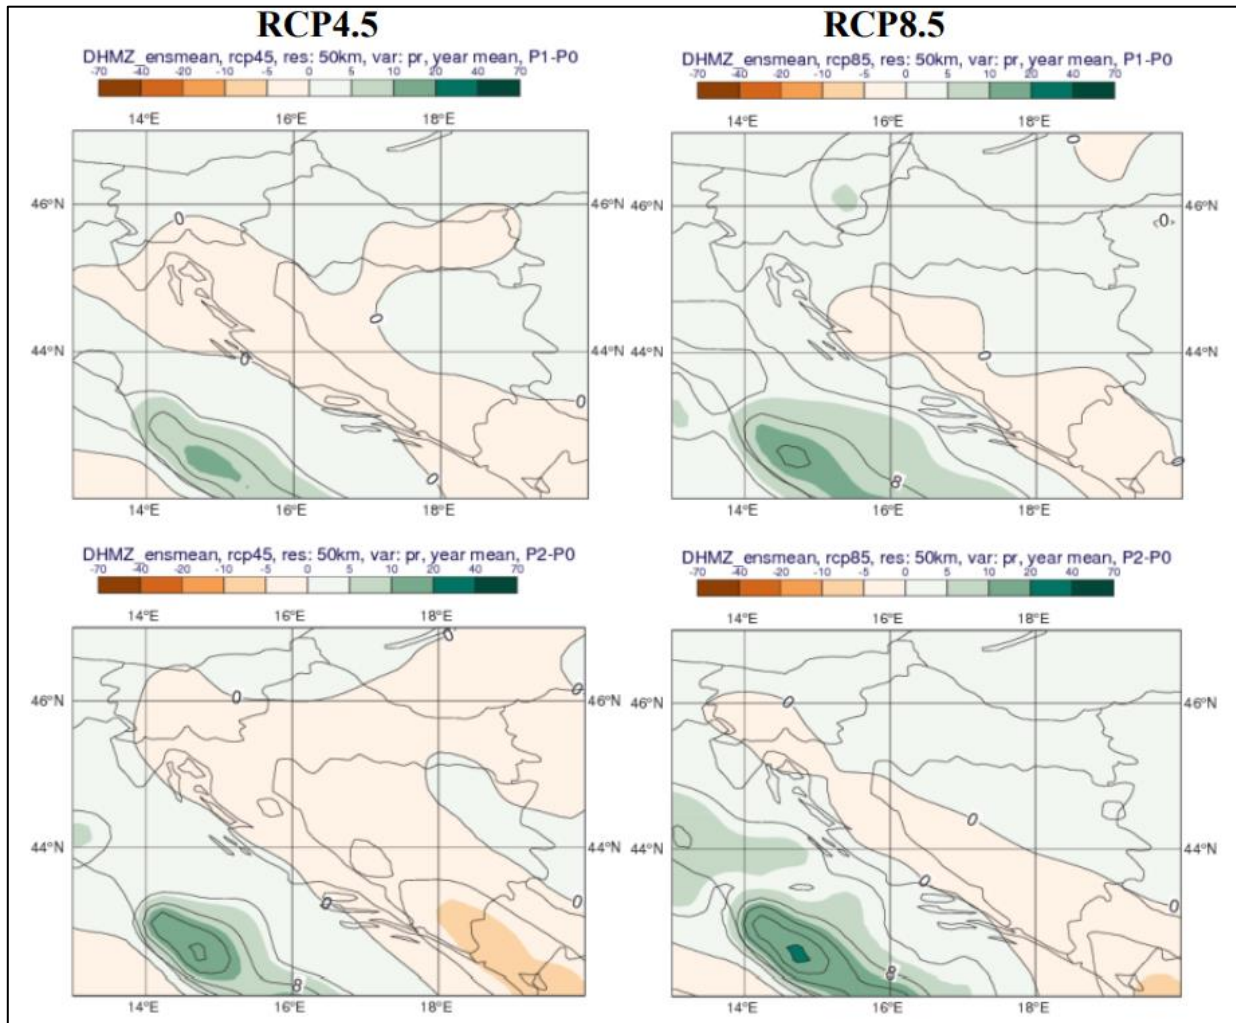 RCP4.5
RCP8.5
DHMZ_ensmean, rcp45, res: 50km, var: pr, year mean, P1-P0
-70 -40 -20 -10 -5 0 5 10 20 40 70
14°E 16°E 18°E
46°N
44°N
0
0
0
0
0
14°E 16°E 18°E
DHMZ_ensmean, rcp85, res: 50km, var: pr, year mean, P1-P0
-70 -40 -20 -10 -5 0 5 10 20 40 70
14°E 16°E 18°E
0
46°N 46°N
0
44°N 44°N
0
0
8
14°E 16°E 18°E
DHMZ_ensmean, rcp45, res: 50km, var: pr, year mean, P2-P0
-70 -40 -20 -10 -5 0 5 10 20 40 70
14°E 16°E 18°E
0
46°N
0
0
44°N
0
0
8
14°E 16°E 18°E
DHMZ_ensmean, rcp85, res: 50km, var: pr, year mean, P2-P0
-70 -40 -20 -10 -5 0 5 10 20 40 70
14°E 16°E 18°E
46°N 46°N
0
0
44°N 44°N
0
0
8
14°E 16°E 18°E